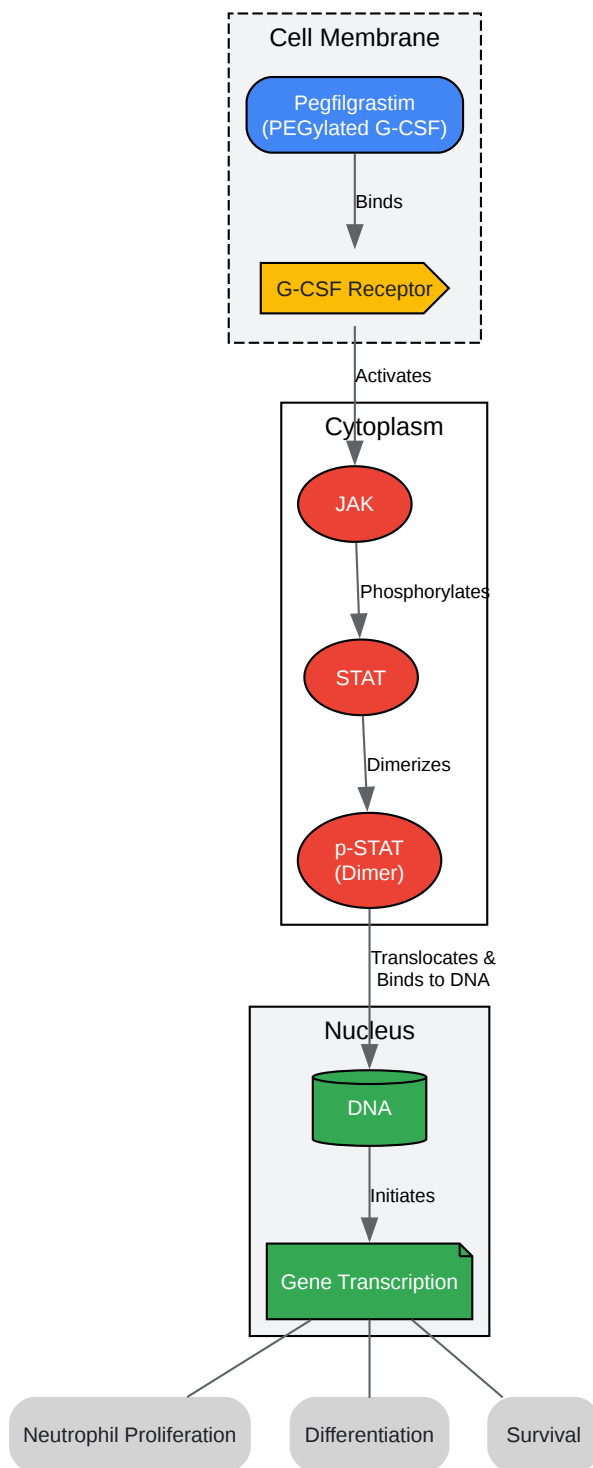 Cell Membrane
Pegfilgrastim
(PEGylated G-CSF)
Binds
G-CSF Receptor
Activates
Cytoplasm
JAK
Phosphorylates
STAT
Dimerizes
p-STAT
(Dimer)
Translocates &
Binds to DNA
Nucleus
DNA
Initiates
Gene Transcription
Neutrophil Proliferation
Differentiation
Survival